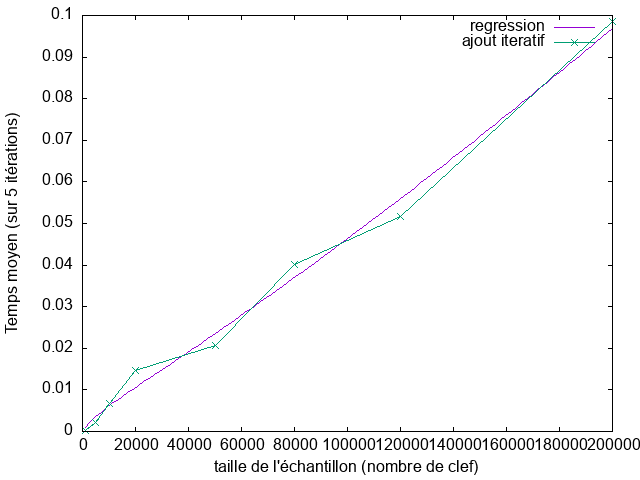 regression
ajout iteratif
0.1
0.09
0.08
0.07
0.06
0.05
0.04
0.03
0.02
0.01
0
Temps moyen (sur 5 itérations)
0 20000 40000 60000 80000 100000 120000 140000 160000 180000 200000
taille de l'échantillon (nombre de clef)